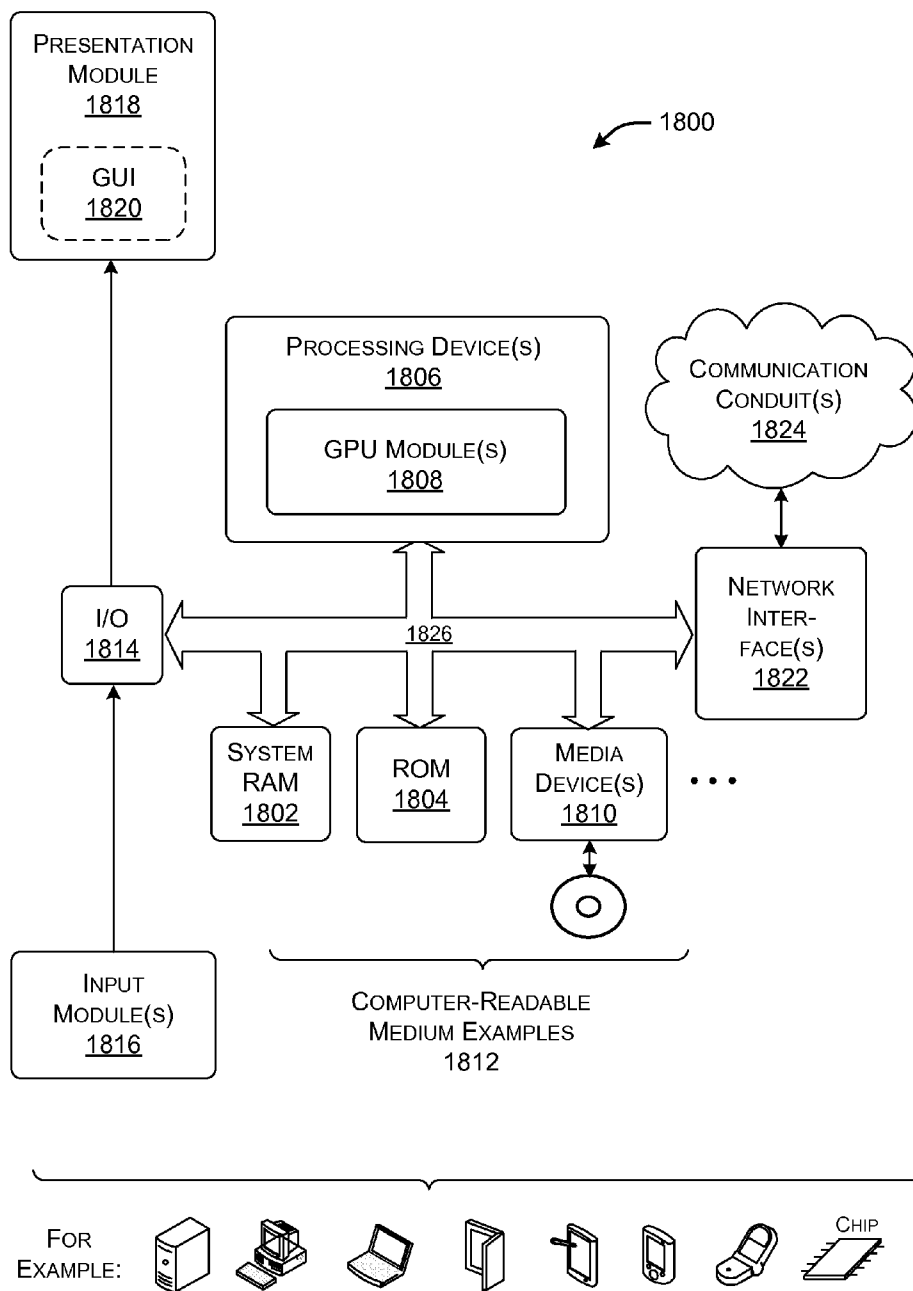 PRESENTATION
MODULE
1818
GUI
1820
1800
PROCESSING DEVICE(S)
1806
GPU MODULE(S)
1808
COMMUNICATION
CONDUIT(S)
1824
I/O
1814
1826
NETWORK
INTER-
FACE(S)
1822
SYSTEM
RAM
1802
ROM
1804
MEDIA
DEVICE(S)
1810
•••
INPUT
MODULE(S)
1816
COMPUTER-READABLE
MEDIUM EXAMPLES
1812
FOR
EXAMPLE:
CHIP